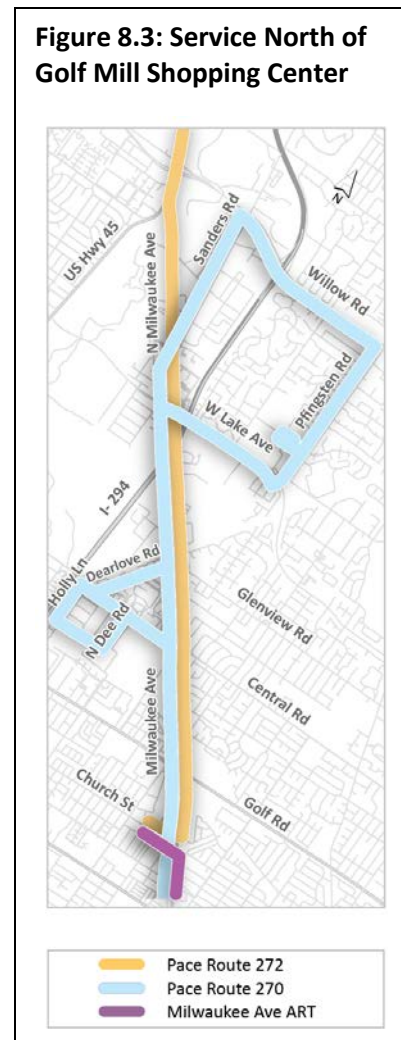 Figure 8.3: Service North of
Golf Mill Shopping Center
N
US Hwy 45
Sanders Rd
N Milwaukee Ave
Willow Rd
Pfingsten Rd
W Lake Ave
I- 294
Dearlove Rd
Holly Ln
N Dee Rd
Glenview Rd
Milwaukee Ave
Central Rd
Church St
Golf Rd
Pace Route 272
Pace Route 270
Milwaukee Ave ART